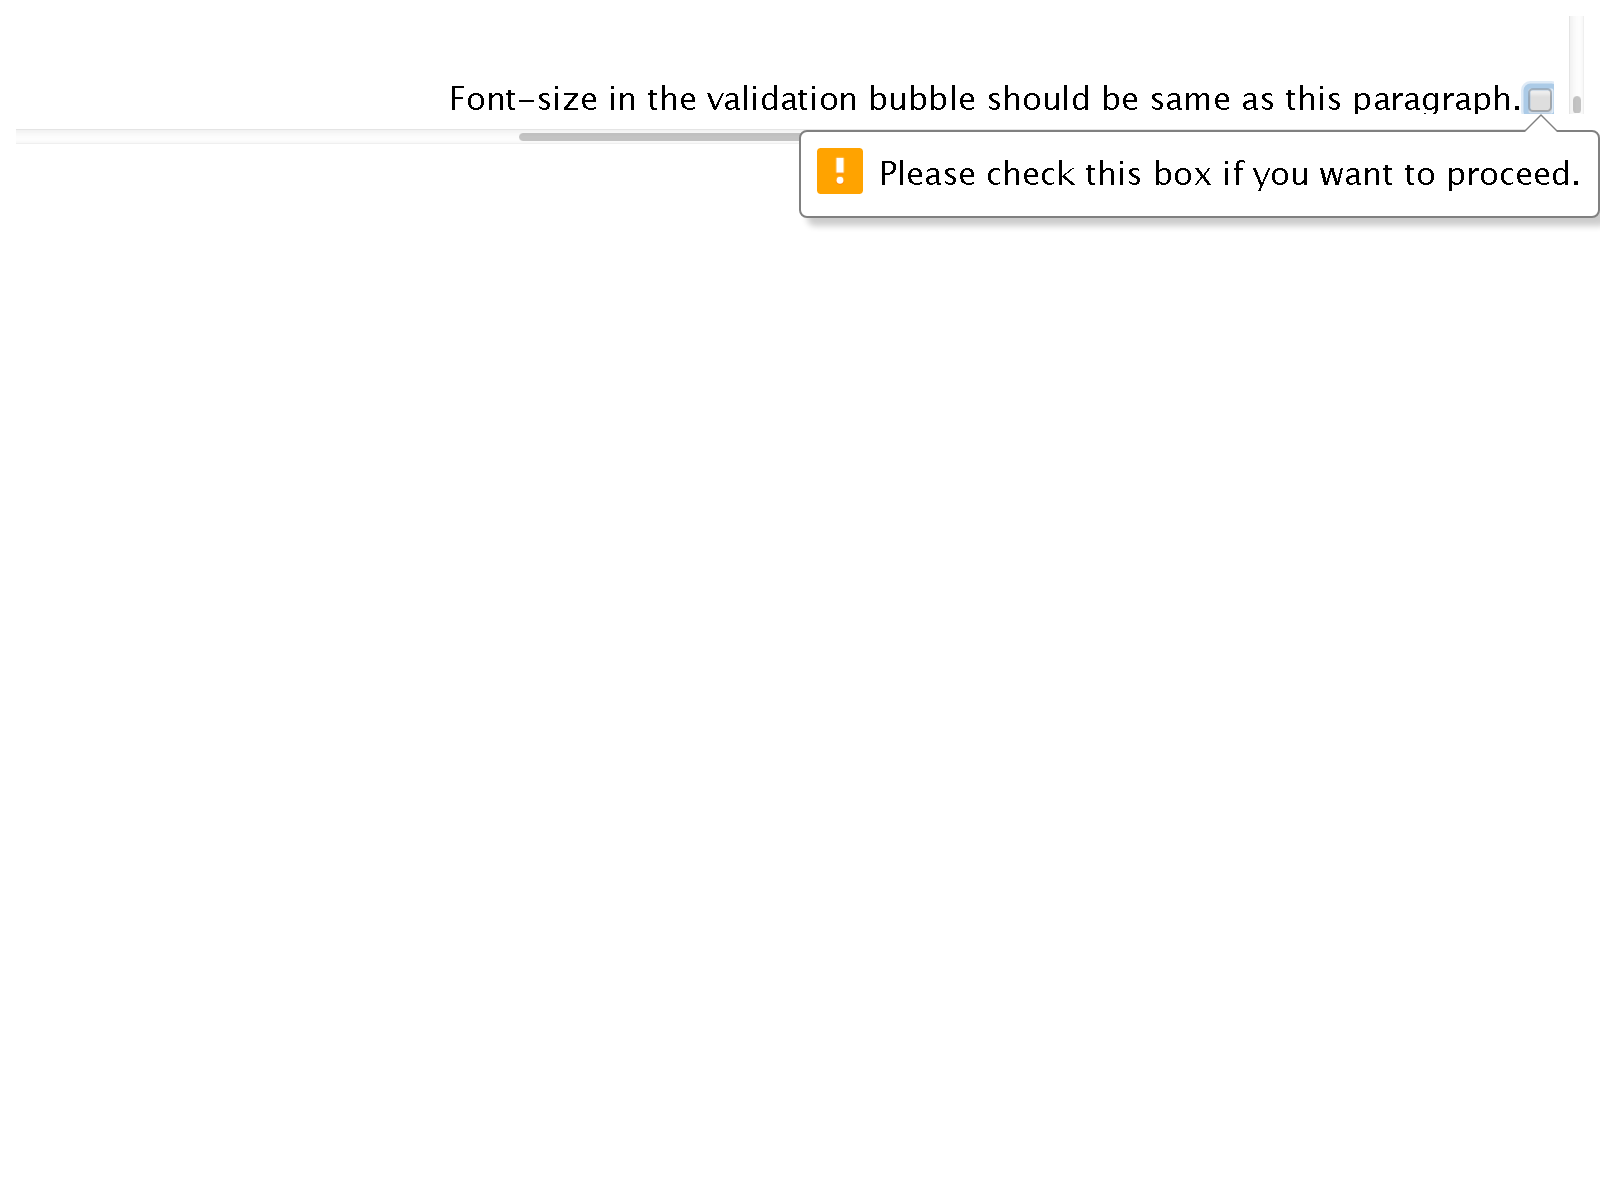 Font-size in the validation bubble should be same as this paragraph.
Please check this box if you want to proceed.